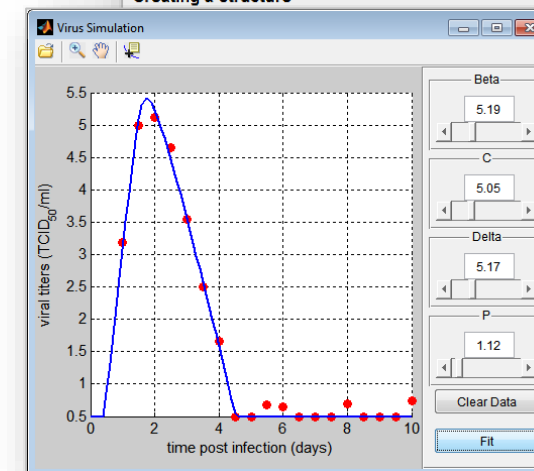 Creating a structure
Virus Simulation
Beta
5.19
C
5.05
Delta
5.17
P
1.12
Clear Data
Fit
5.5
5
4.5
4
3.5
3
2.5
2
1.5
1
0.5
0 2 4 6 8 10
viral titers (TCID50/ml)
time post infection (days)